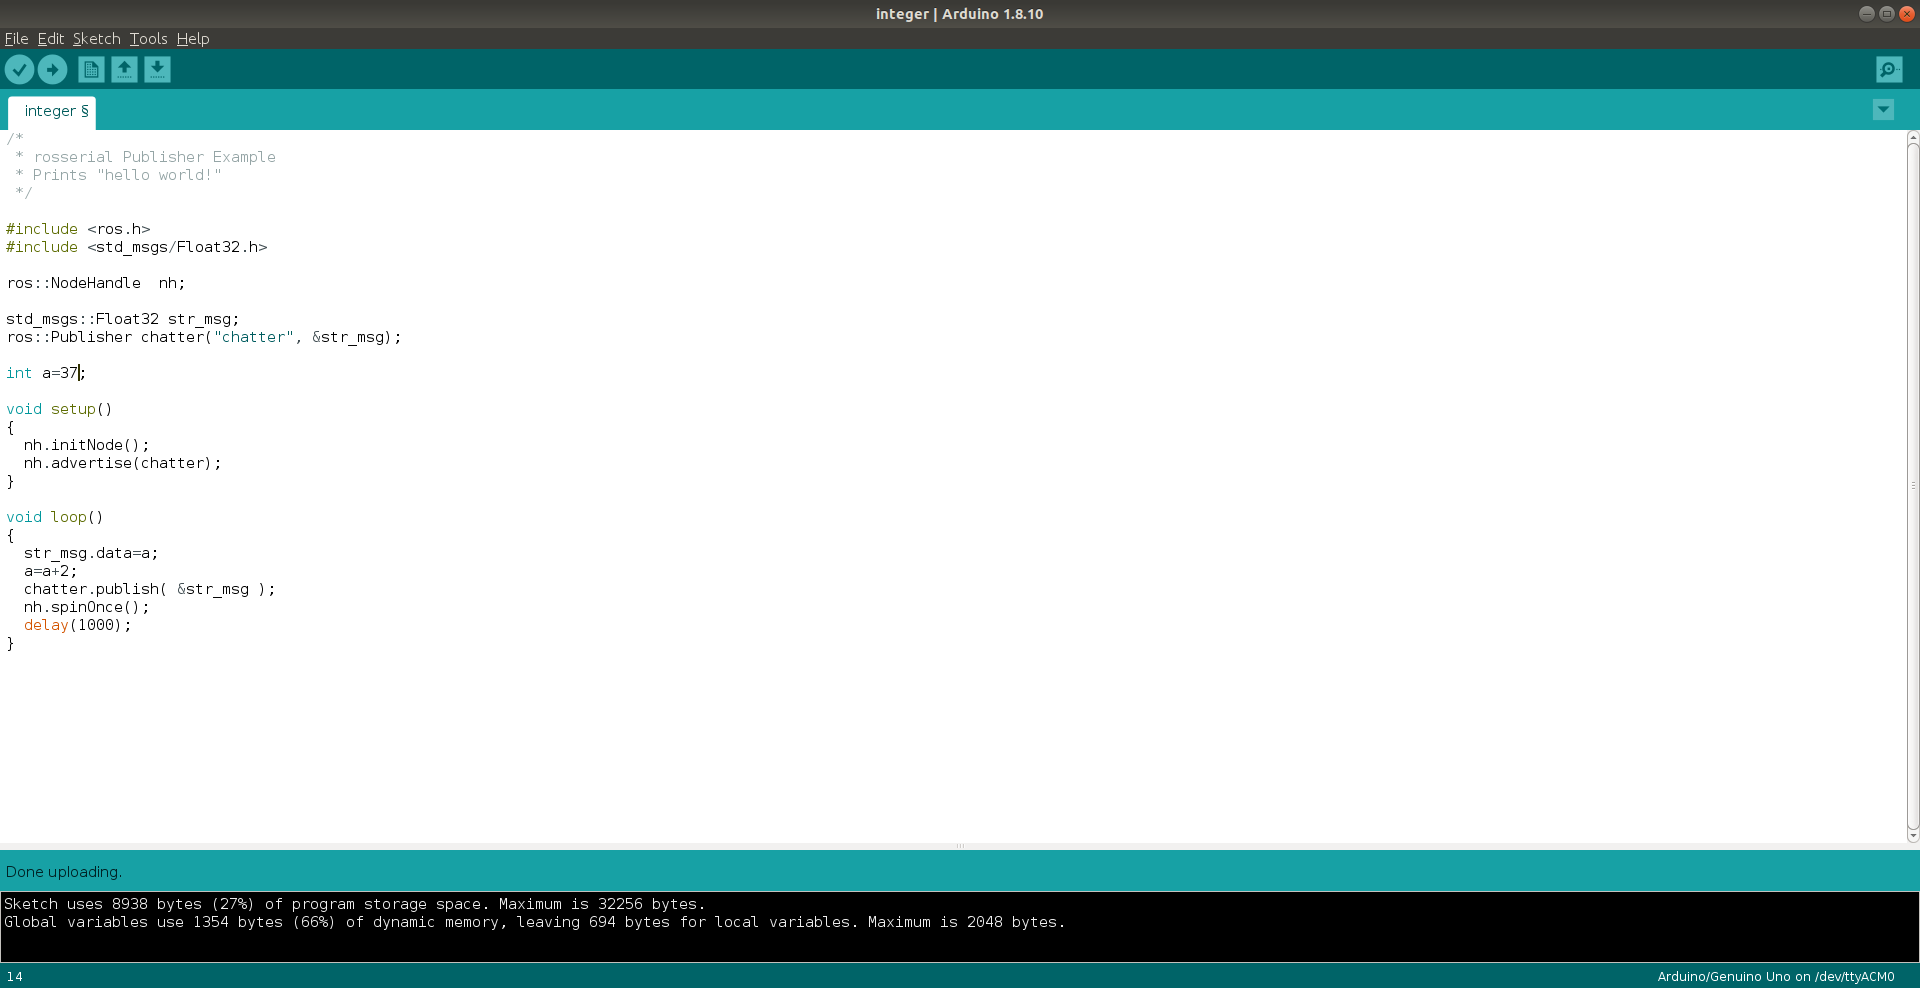 integer | Arduino 1.8.10
File Edit Sketch Tools Help
integer §
/*
 * rosserial Publisher Example
 * Prints "hello world!"
 */
#include <ros.h>
#include <std_msgs/Float32.h>
ros::NodeHandle  nh;
std_msgs::Float32 str_msg;
ros::Publisher chatter("chatter", &str_msg);
int a=37;
void setup()
{
  nh.initNode();
  nh.advertise(chatter);
}
void loop()
{
  str_msg.data=a;
  a=a+2;
  chatter.publish( &str_msg );
  nh.spinOnce();
  delay(1000);
}
Done uploading.
Sketch uses 8938 bytes (27%) of program storage space. Maximum is 32256 bytes.
Global variables use 1354 bytes (66%) of dynamic memory, leaving 694 bytes for local variables. Maximum is 2048 bytes.
14 Arduino/Genuino Uno on /dev/ttyACM0